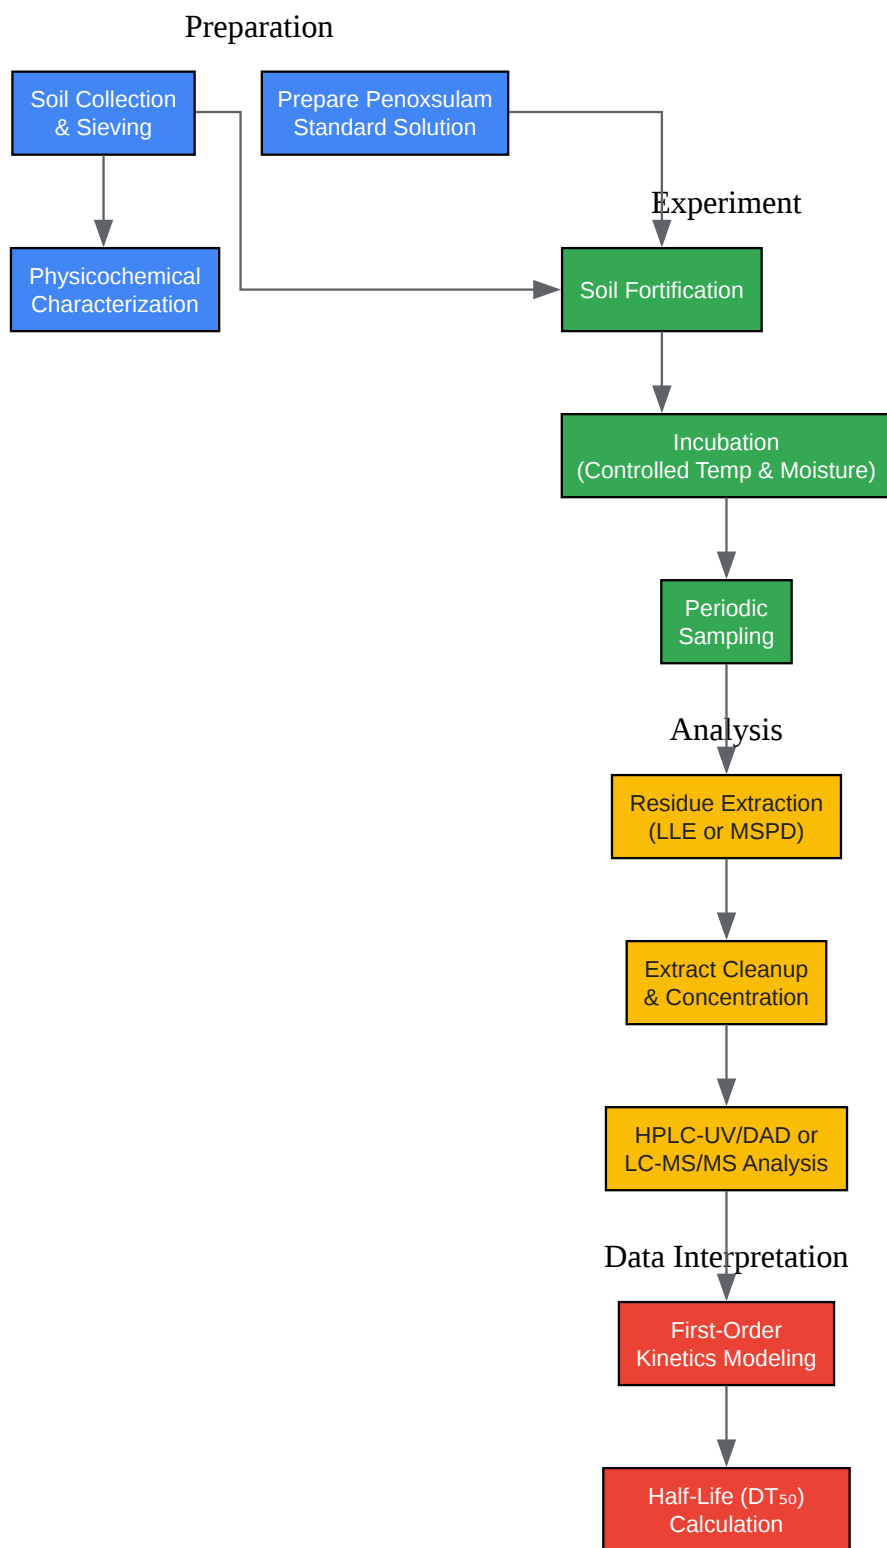 Preparation
Soil Collection
& Sieving
Prepare Penoxsulam
Standard Solution
Experiment
Physicochemical
Characterization
Soil Fortification
Incubation
(Controlled Temp & Moisture)
Periodic
Sampling
Analysis
Residue Extraction
(LLE or MSPD)
Extract Cleanup
& Concentration
HPLC-UV/DAD or
LC-MS/MS Analysis
Data Interpretation
First-Order
Kinetics Modeling
Half-Life (DT₅₀)
Calculation